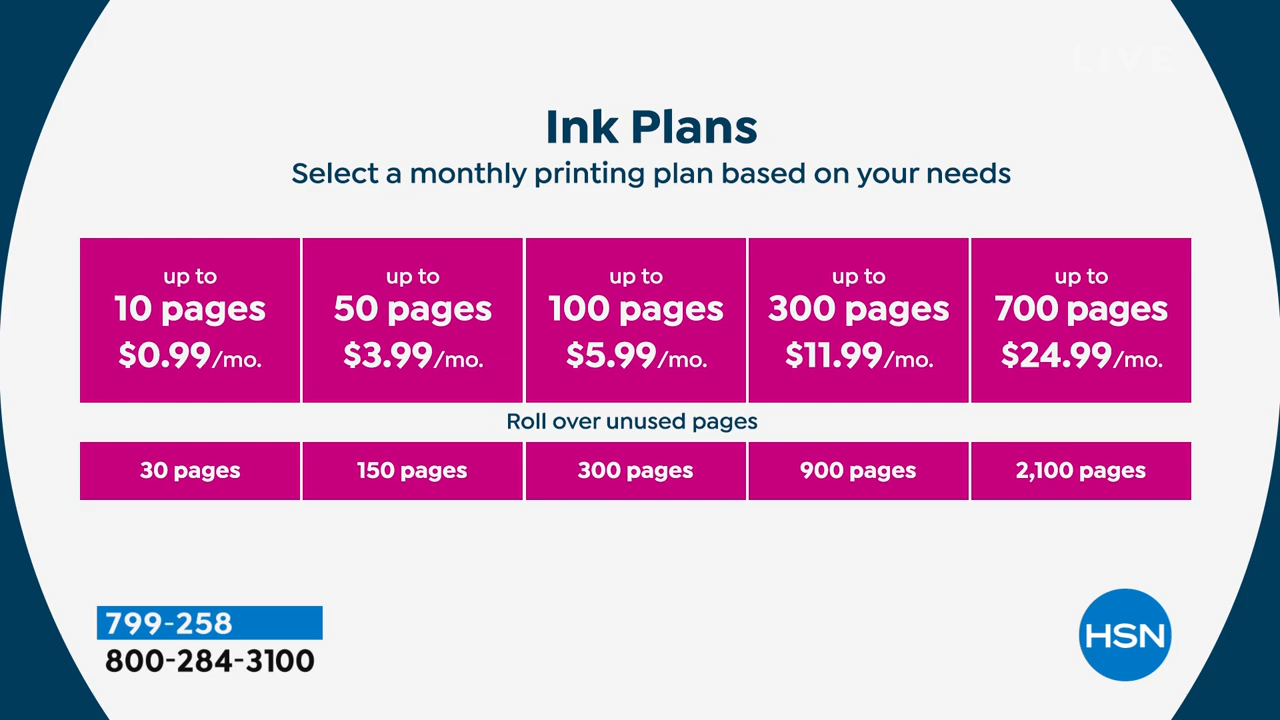 LIVE
Ink Plans
Select a monthly printing plan based on your needs
up to
10 pages
$0.99/mo.
up to
50 pages
$3.99/mo.
up to
100 pages
$5.99/mo.
up to
300 pages
$11.99/mo.
up to
700 pages
$24.99/mo.
Roll over unused pages
30 pages
150 pages
300 pages
900 pages
2,100 pages
799-258
800-284-3100
HSN